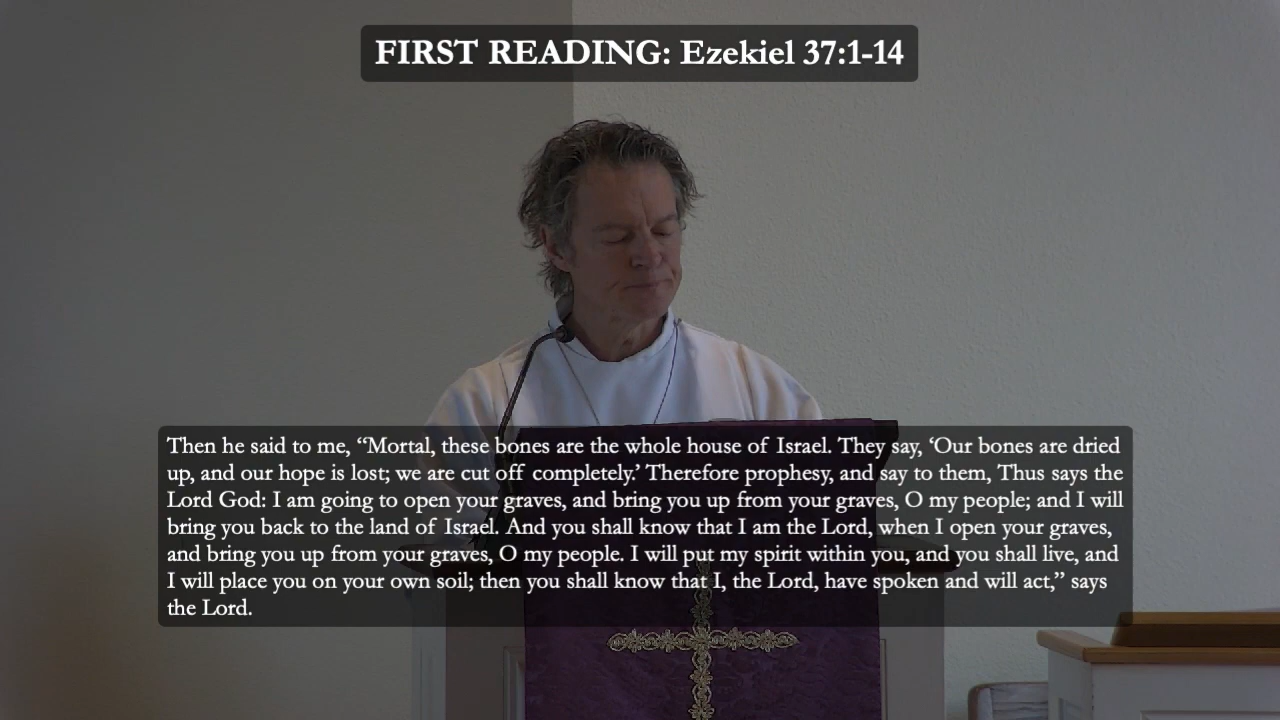 FIRST READING: Ezekiel 37:1-14
Then he said to me, “Mortal, these bones are the whole house of Israel. They say, ‘Our bones are dried
up, and our hope is lost; we are cut off completely.’ Therefore prophesy, and say to them, Thus says the
Lord God: I am going to open your graves, and bring you up from your graves, O my people; and I will
bring you back to the land of Israel. And you shall know that I am the Lord, when I open your graves,
and bring you up from your graves, O my people. I will put my spirit within you, and you shall live, and
I will place you on your own soil; then you shall know that I, the Lord, have spoken and will act,” says
the Lord.